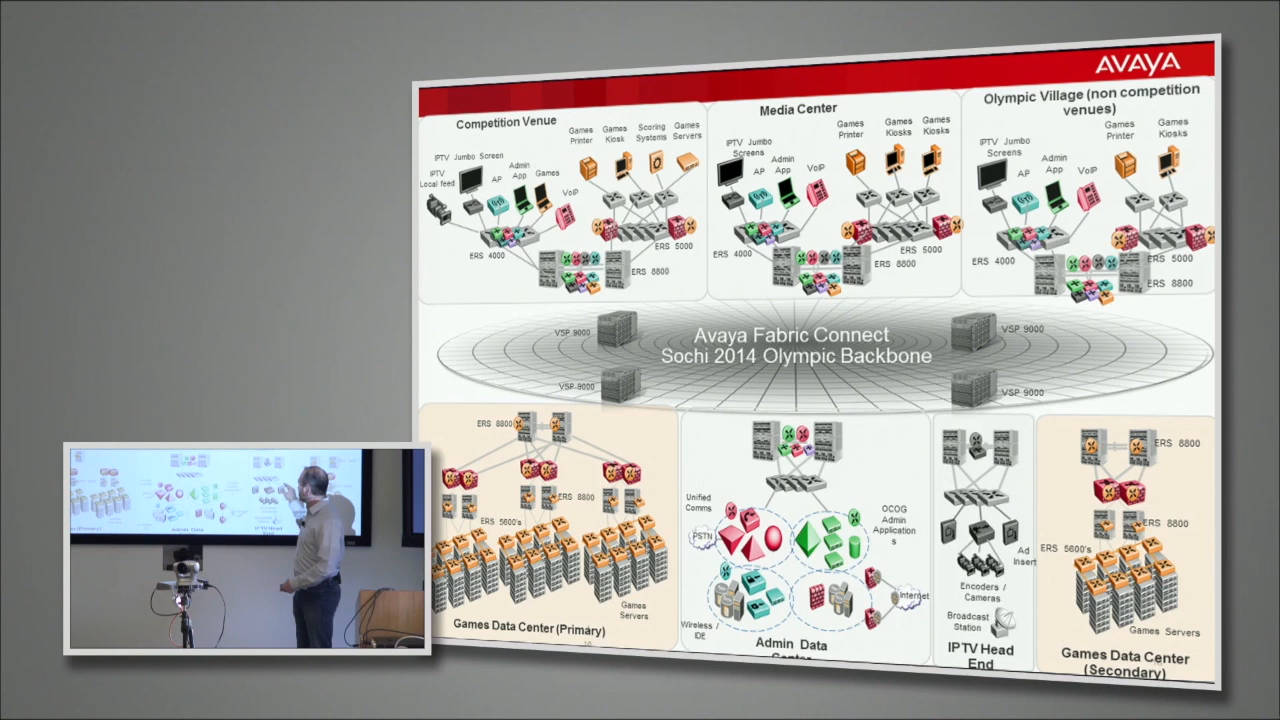 AVAYA
Competition Venue
Games
Printer
Games
Kiosk
Scoring
Systems
Games
Servers
IPTV Jumbo Screen
IPTV
Local feed
AP
Admin
App
Games
VoIP
ERS 4000
ERS 5000
ERS 8800
Media Center
IPTV Jumbo
Screens
AP
Admin
App
VoIP
Games
Printer
Games
Kiosks
Games
Kiosks
ERS 4000
ERS 5000
ERS 8800
Olympic Village (non competition
venues)
IPTV Jumbo
Screens
AP
Admin
App
VoIP
Games
Printer
Games
Kiosks
ERS 4000
ERS 5000
ERS 8800
VSP 9000
VSP 9000
Avaya Fabric Connect
Sochi 2014 Olympic Backbone
VSP 9000
VSP 9000
ERS 8800
ERS 8800
ERS 5600's
Games
Servers
Games Data Center (Primary)
Unified
Comms
PSTN
OCOG
Admin
Application
s
Internet
Wireless /
IDE
Admin Data
Center
Ad
Insert
Encoders /
Cameras
Broadcast
Station
IPTV Head
End
ERS 8800
ERS 8800
ERS 5600's
Games Servers
Games Data Center
(Secondary)
Admin Data
IPTV Head